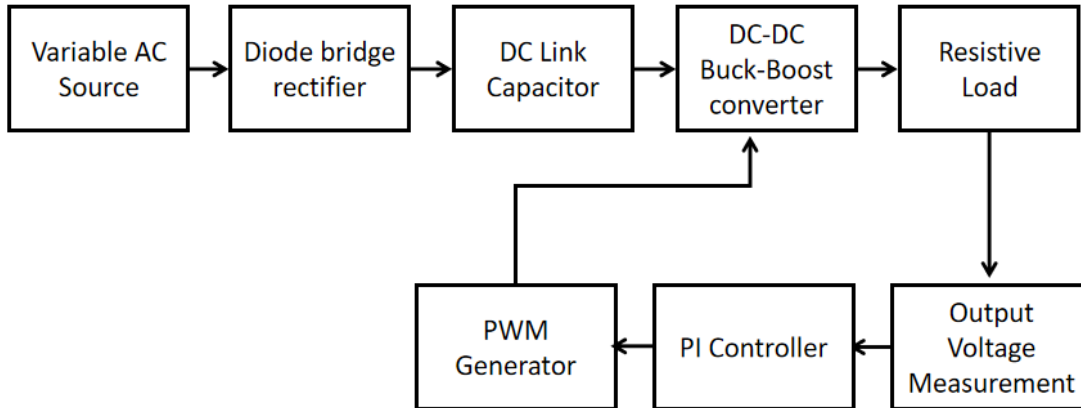 Variable AC
Source
Diode bridge
rectifier
DC Link
Capacitor
DC-DC
Buck-Boost
converter
Resistive
Load
PWM
Generator
PI Controller
Output
Voltage
Measurement